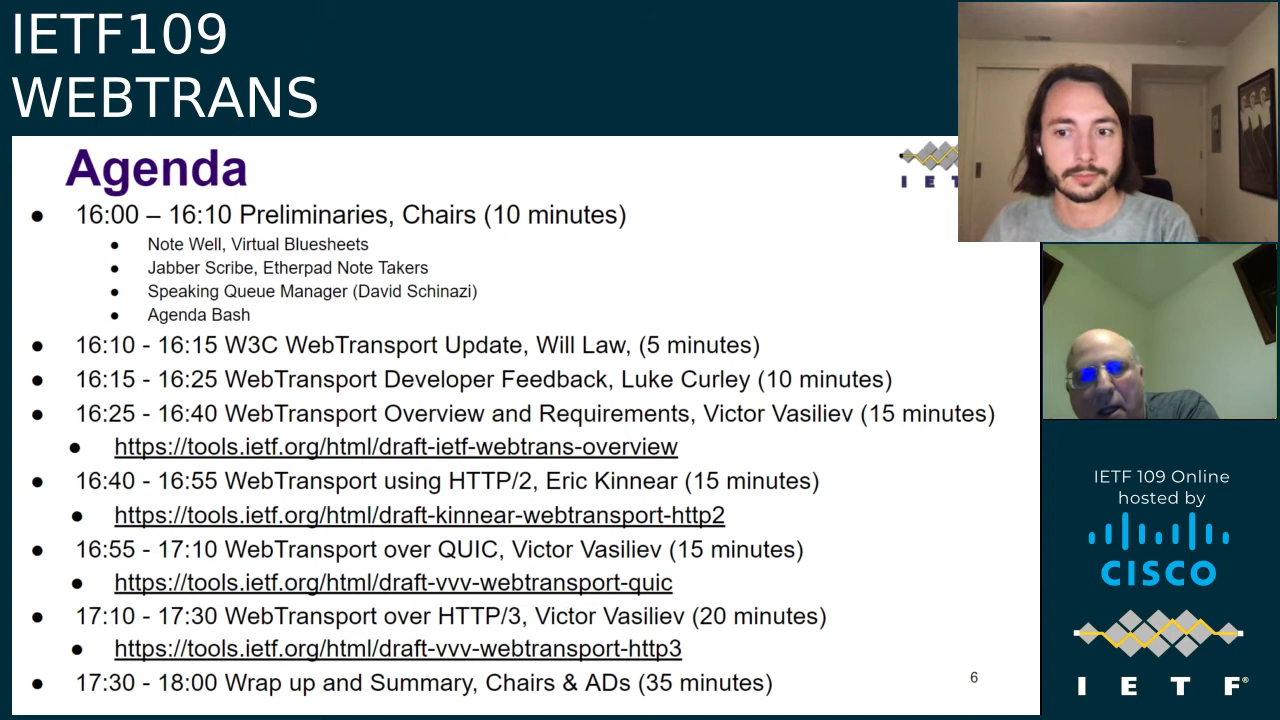 IETF109
WEBTRANS
Agenda
I E T
● 16:00 – 16:10 Preliminaries, Chairs (10 minutes)
● Note Well, Virtual Bluesheets
● Jabber Scribe, Etherpad Note Takers
● Speaking Queue Manager (David Schinazi)
● Agenda Bash
● 16:10 - 16:15 W3C WebTransport Update, Will Law, (5 minutes)
● 16:15 - 16:25 WebTransport Developer Feedback, Luke Curley (10 minutes)
● 16:25 - 16:40 WebTransport Overview and Requirements, Victor Vasiliev (15 minutes)
● https://tools.ietf.org/html/draft-ietf-webtrans-overview
● 16:40 - 16:55 WebTransport using HTTP/2, Eric Kinnear (15 minutes)
● https://tools.ietf.org/html/draft-kinnear-webtransport-http2
● 16:55 - 17:10 WebTransport over QUIC, Victor Vasiliev (15 minutes)
● https://tools.ietf.org/html/draft-vvv-webtransport-quic
● 17:10 - 17:30 WebTransport over HTTP/3, Victor Vasiliev (20 minutes)
● https://tools.ietf.org/html/draft-vvv-webtransport-http3
● 17:30 - 18:00 Wrap up and Summary, Chairs & ADs (35 minutes)
6
IETF 109 Online
hosted by
CISCO
I E T F®